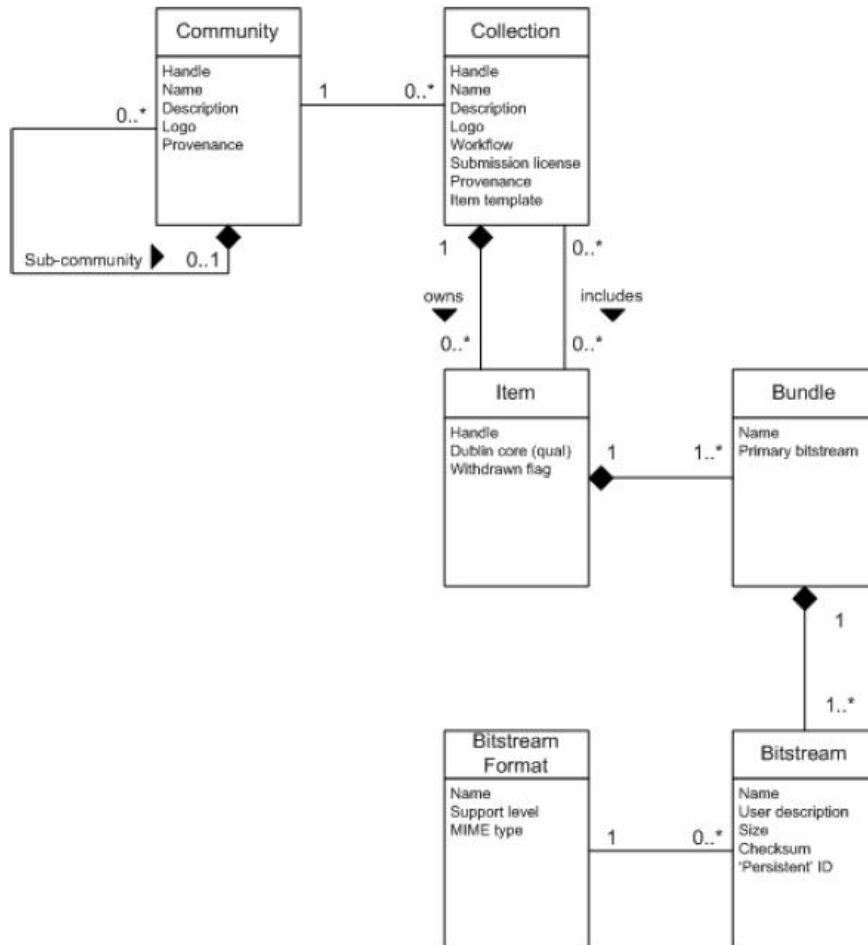 Community
Handle
Name
Description
Logo
Provenance
0..*
1
0..*
Sub-community
0..1
Collection
Handle
Name
Description
Logo
Workflow
Submission license
Provenance
Item template
1
0..*
owns
includes
0..*
0..*
Item
Handle
Dublin core (qual)
Withdrawn flag
1
1..*
Bundle
Name
Primary bitstream
1
1..*
Bitstream
Format
Name
Support level
MIME type
1
0..*
Bitstream
Name
User description
Size
Checksum
'Persistent' ID